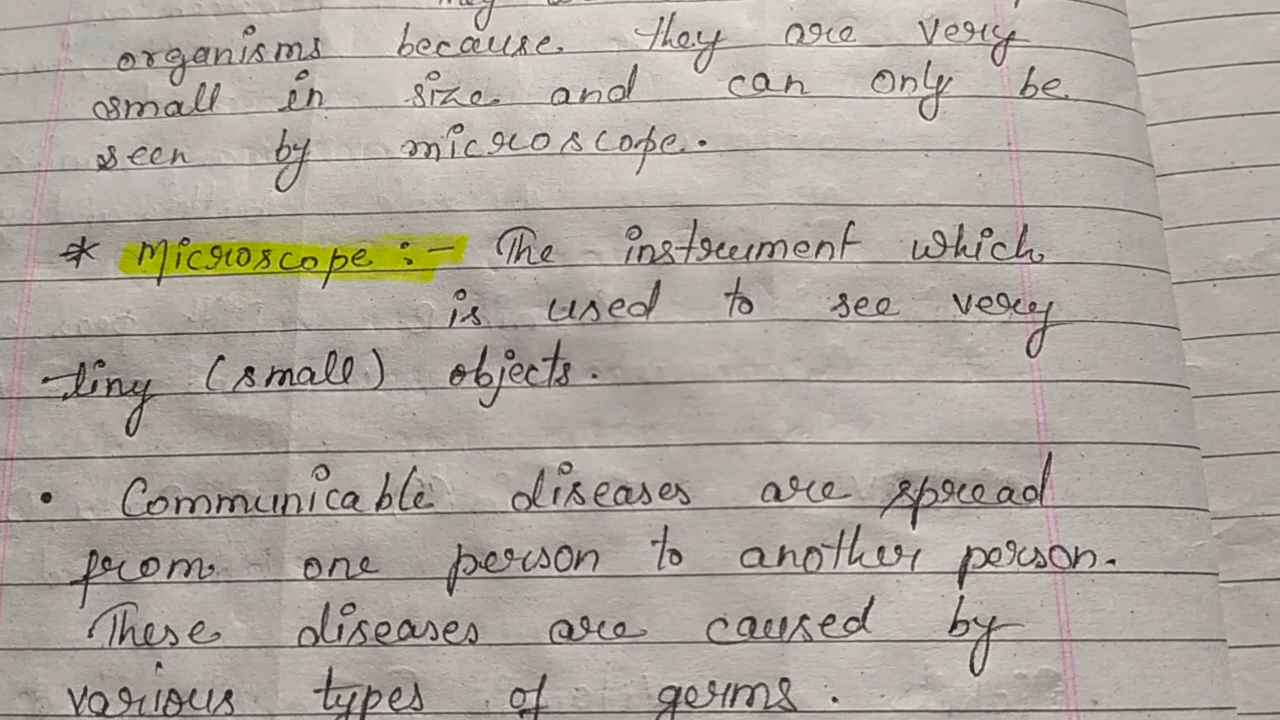 organisms because they are very
small in size and can only be
seen by microscope.
* Microscope :- The instrument which
is used to see very
tiny (small) objects.
• Communicable diseases are spread
from one person to another person.
These diseases are caused by
various types of germs.